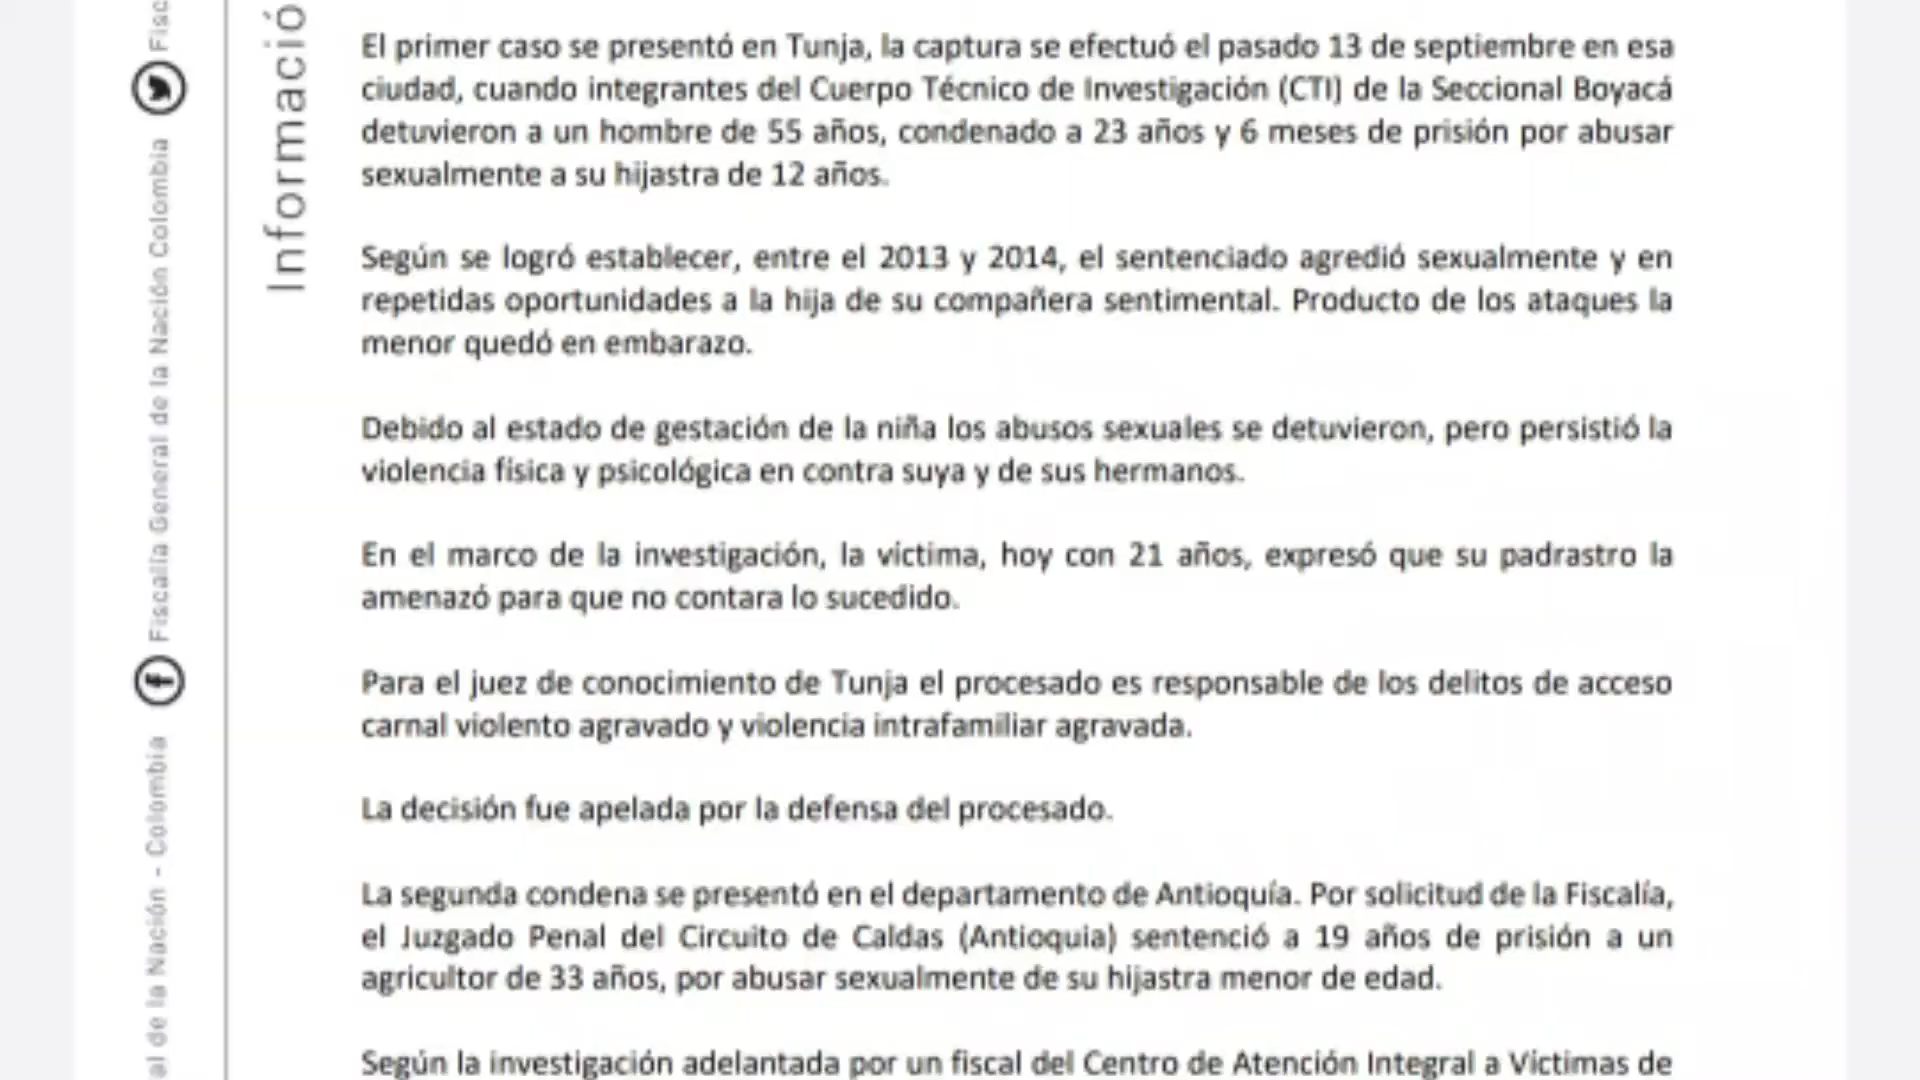 Informació
Fisc
Fiscalía General de la Nación Colombia
al de la Nación - Colombia
El primer caso se presentó en Tunja, la captura se efectuó el pasado 13 de septiembre en esa
ciudad, cuando integrantes del Cuerpo Técnico de Investigación (CTI) de la Seccional Boyacá
detuvieron a un hombre de 55 años, condenado a 23 años y 6 meses de prisión por abusar
sexualmente a su hijastra de 12 años.
Según se logró establecer, entre el 2013 y 2014, el sentenciado agredió sexualmente y en
repetidas oportunidades a la hija de su compañera sentimental. Producto de los ataques la
menor quedó en embarazo.
Debido al estado de gestación de la niña los abusos sexuales se detuvieron, pero persistió la
violencia física y psicológica en contra suya y de sus hermanos.
En el marco de la investigación, la víctima, hoy con 21 años, expresó que su padrastro la
amenazó para que no contara lo sucedido.
Para el juez de conocimiento de Tunja el procesado es responsable de los delitos de acceso
carnal violento agravado y violencia intrafamiliar agravada.
La decisión fue apelada por la defensa del procesado.
La segunda condena se presentó en el departamento de Antioquía. Por solicitud de la Fiscalía,
el Juzgado Penal del Circuito de Caldas (Antioquia) sentenció a 19 años de prisión a un
agricultor de 33 años, por abusar sexualmente de su hijastra menor de edad.
Según la investigación adelantada por un fiscal del Centro de Atención Integral a Víctimas de